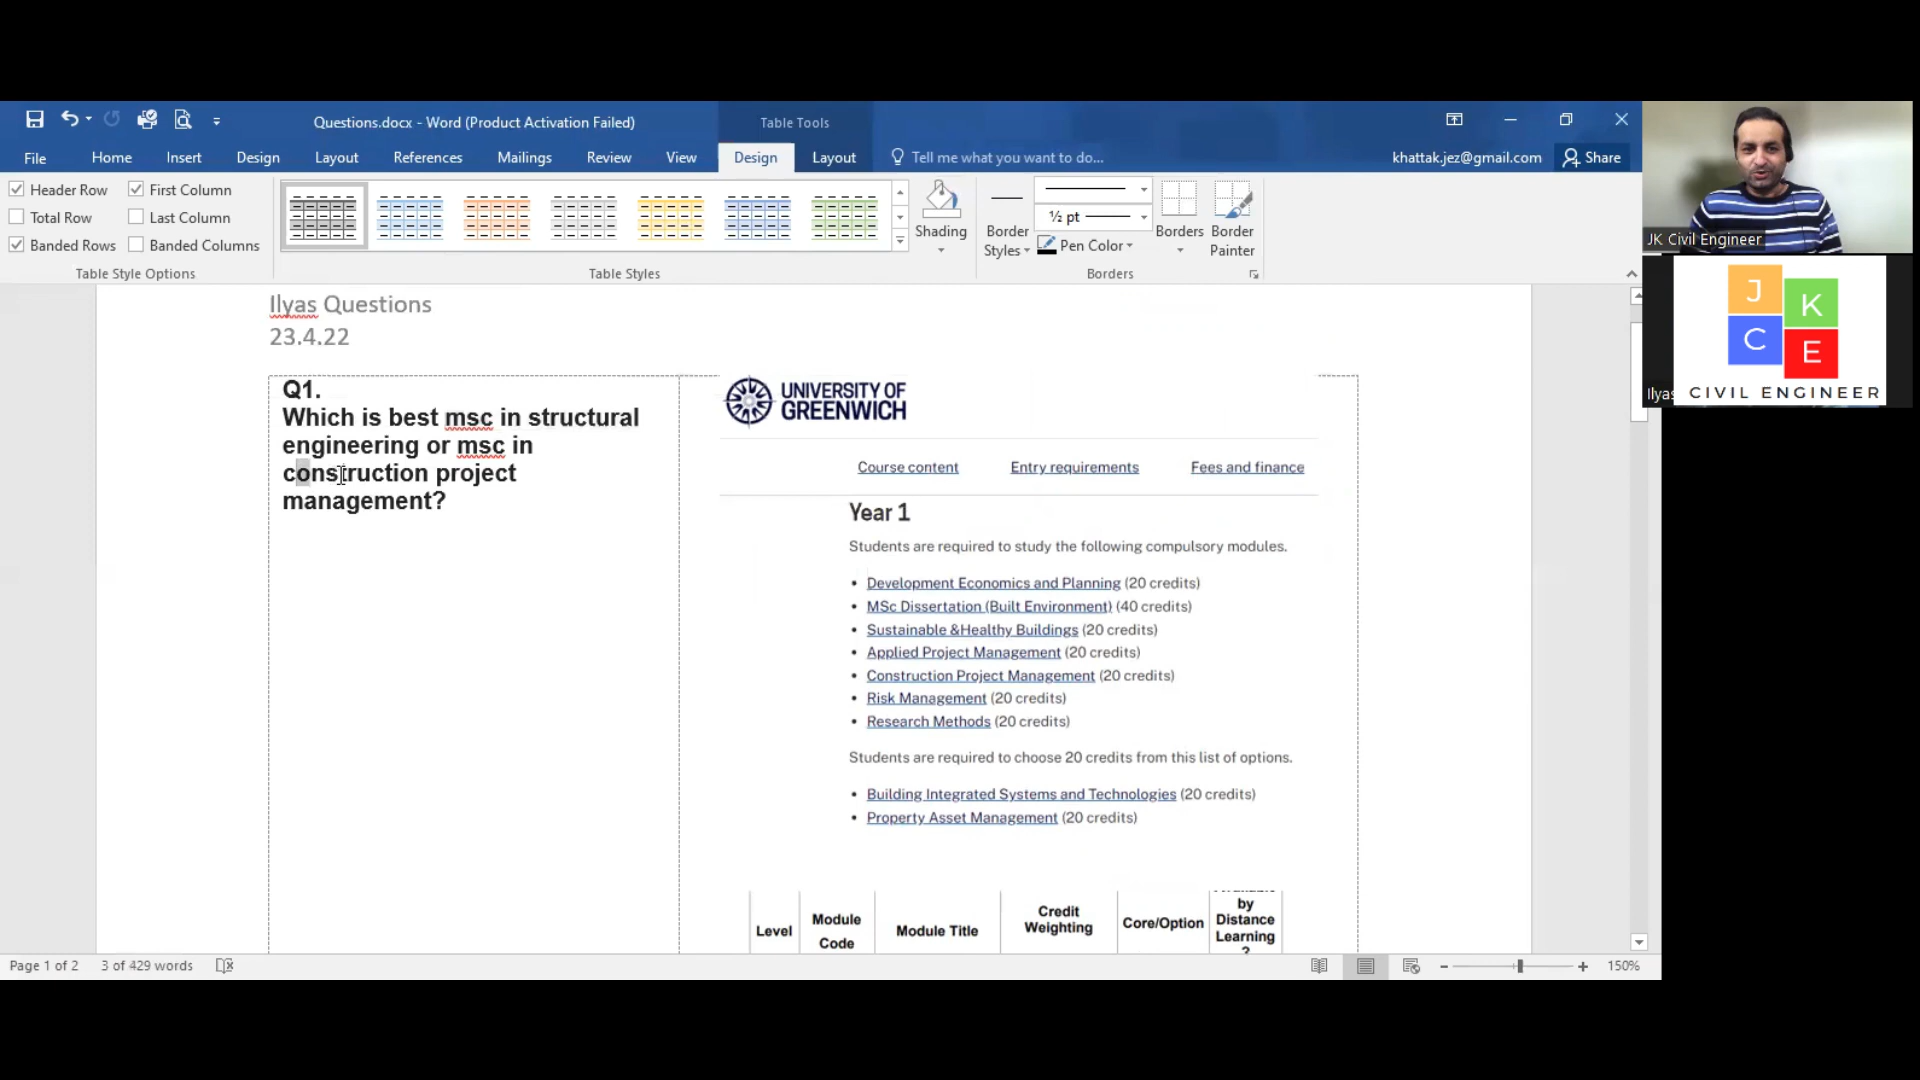 Questions.docx - Word (Product Activation Failed)
Table Tools
File
Home
Insert
Design
Layout
References
Mailings
Review
View
Design
Layout
Tell me what you want to do...
khattak.jez@gmail.com
Share
Header Row
First Column
Total Row
Last Column
Banded Rows
Banded Columns
Table Style Options
Table Styles
Shading
Border
Styles
½ pt
Pen Color
Borders
Border
Painter
Borders
JK Civil Engineer
J
K
C
E
CIVIL ENGINEER
Ilyas
Ilyas Questions
23.4.22
Q1.
Which is best msc in structural
engineering or msc in
construction project
management?
UNIVERSITY OF
GREENWICH
Course content
Entry requirements
Fees and finance
Year 1
Students are required to study the following compulsory modules.
• Development Economics and Planning (20 credits)
• MSc Dissertation (Built Environment) (40 credits)
• Sustainable &Healthy Buildings (20 credits)
• Applied Project Management (20 credits)
• Construction Project Management (20 credits)
• Risk Management (20 credits)
• Research Methods (20 credits)
Students are required to choose 20 credits from this list of options.
• Building Integrated Systems and Technologies (20 credits)
• Property Asset Management (20 credits)
Level
Module
Code
Module Title
Credit
Weighting
Core/Option
by
Distance
Learning
?
Page 1 of 2
3 of 429 words
150%